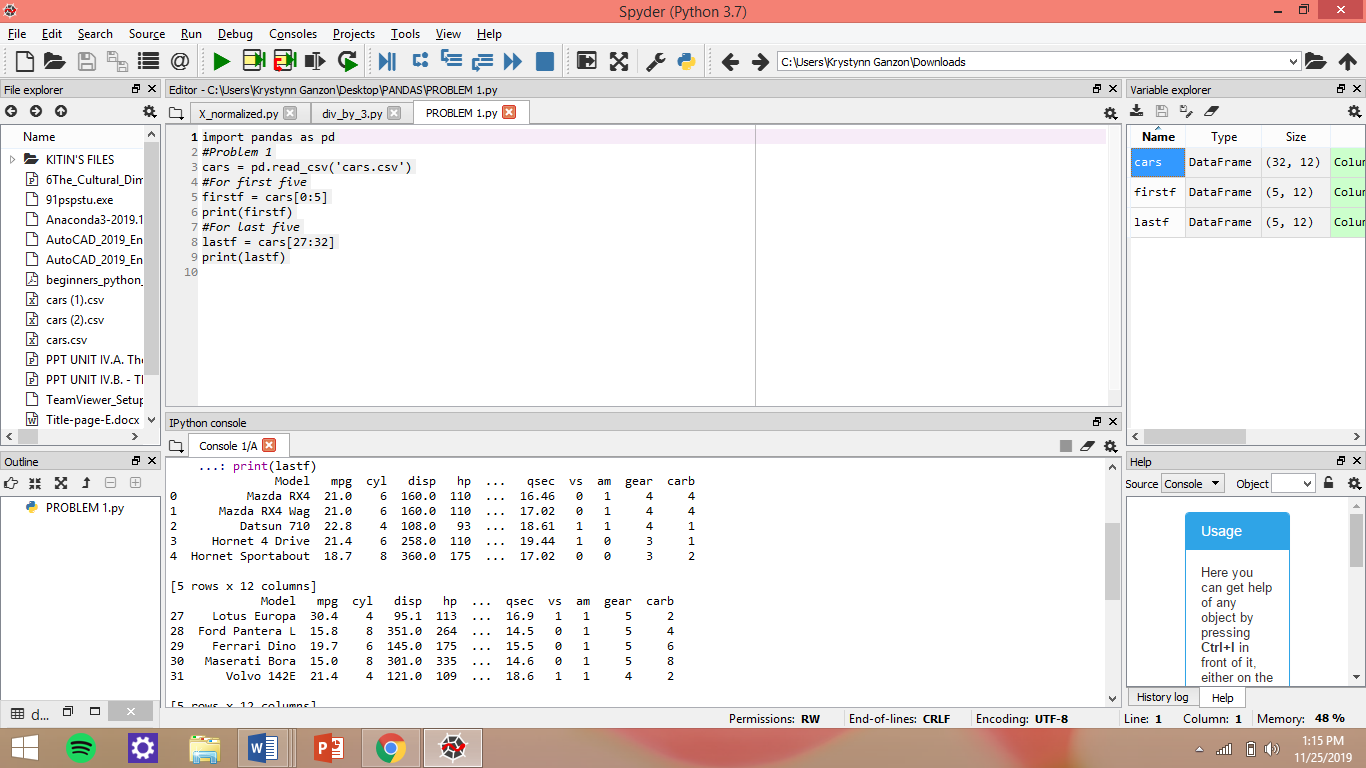 Spyder (Python 3.7)
File Edit Search Source Run Debug Consoles Projects Tools View Help
C:\Users\Krystynn Ganzon\Downloads
File explorer
Name
KITIN'S FILES
6The_Cultural_Dim
91pspstu.exe
Anaconda3-2019.1
AutoCAD_2019_En
AutoCAD_2019_En
beginners_python_
cars (1).csv
cars (2).csv
cars.csv
PPT UNIT IV.A. The
PPT UNIT IV.B. - Tl
TeamViewer_Setup
Title-page-E.docx
Outline
PROBLEM 1.py
d...
Editor - C:\Users\Krystynn Ganzon\Desktop\PANDAS\PROBLEM 1.py
X_normalized.py div_by_3.py PROBLEM 1.py
1 import pandas as pd
2 #Problem 1
3 cars = pd.read_csv('cars.csv')
4 #For first five
5 firstf = cars[0:5]
6 print(firstf)
7 #For last five
8 lastf = cars[27:32]
9 print(lastf)
10
IPython console
Console 1/A
...: print(lastf)
Model mpg cyl disp hp ... qsec vs am gear carb
0 Mazda RX4 21.0 6 160.0 110 ... 16.46 0 1 4 4
1 Mazda RX4 Wag 21.0 6 160.0 110 ... 17.02 0 1 4 4
2 Datsun 710 22.8 4 108.0 93 ... 18.61 1 1 4 1
3 Hornet 4 Drive 21.4 6 258.0 110 ... 19.44 1 0 3 1
4 Hornet Sportabout 18.7 8 360.0 175 ... 17.02 0 0 3 2
[5 rows x 12 columns]
Model mpg cyl disp hp ... qsec vs am gear carb
27 Lotus Europa 30.4 4 95.1 113 ... 16.9 1 1 5 2
28 Ford Pantera L 15.8 8 351.0 264 ... 14.5 0 1 5 4
29 Ferrari Dino 19.7 6 145.0 175 ... 15.5 0 1 5 6
30 Maserati Bora 15.0 8 301.0 335 ... 14.6 0 1 5 8
31 Volvo 142E 21.4 4 121.0 109 ... 18.6 1 1 4 2
[5 rows x 12 columns]
Variable explorer
Name Type Size
cars DataFrame (32, 12) Colur
firstf DataFrame (5, 12) Colur
lastf DataFrame (5, 12) Colur
Help
Source Console Object
Usage
Here you
can get help
of any
object by
pressing
Ctrl+I in
front of it,
either on the
History log Help
Permissions: RW End-of-lines: CRLF Encoding: UTF-8 Line: 1 Column: 1 Memory: 48 %
1:15 PM
11/25/2019